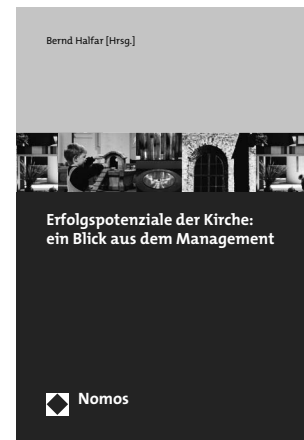 Bernd Halfar [Hrsg.]
Erfolgspotenziale der Kirche:
ein Blick aus dem Management
Nomos